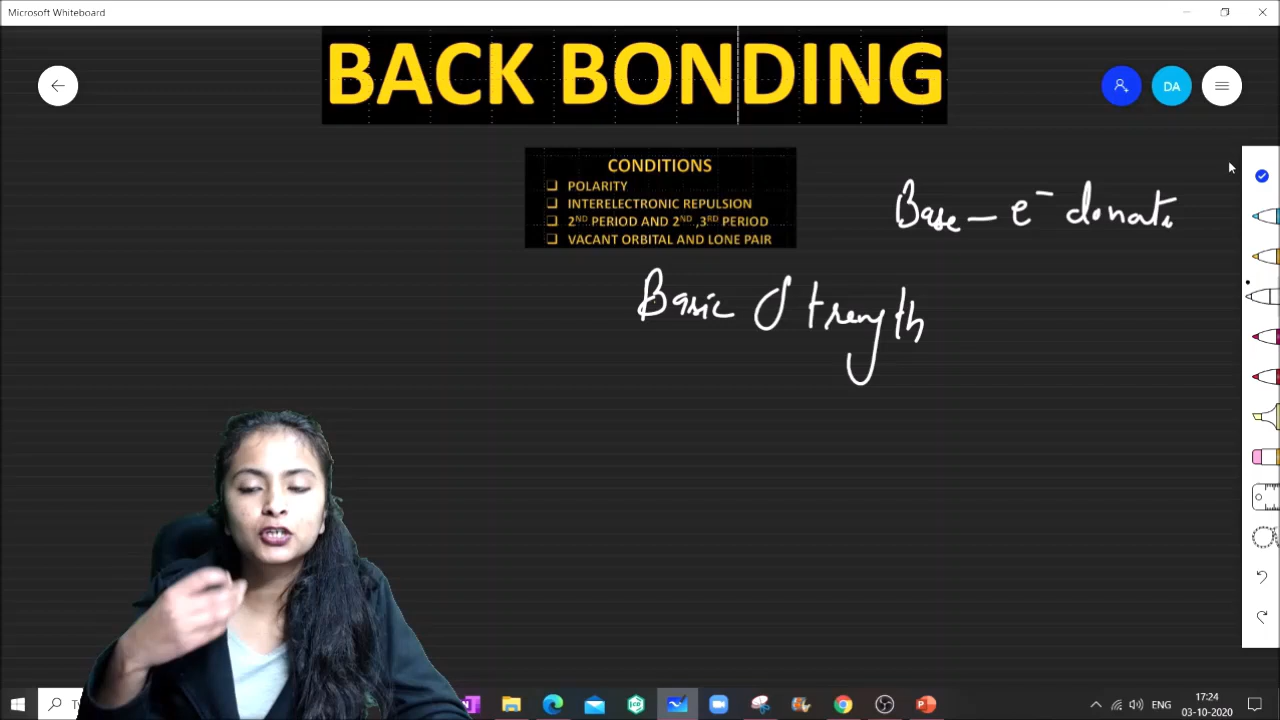 Microsoft Whiteboard
BACK BONDING
DA
CONDITIONS
POLARITY
INTERELECTRONIC REPULSION
2ND PERIOD AND 2ND ,3RD PERIOD
VACANT ORBITAL AND LONE PAIR
Base – e⁻ donate
Basic Strength
ENG
17:24
03-10-2020